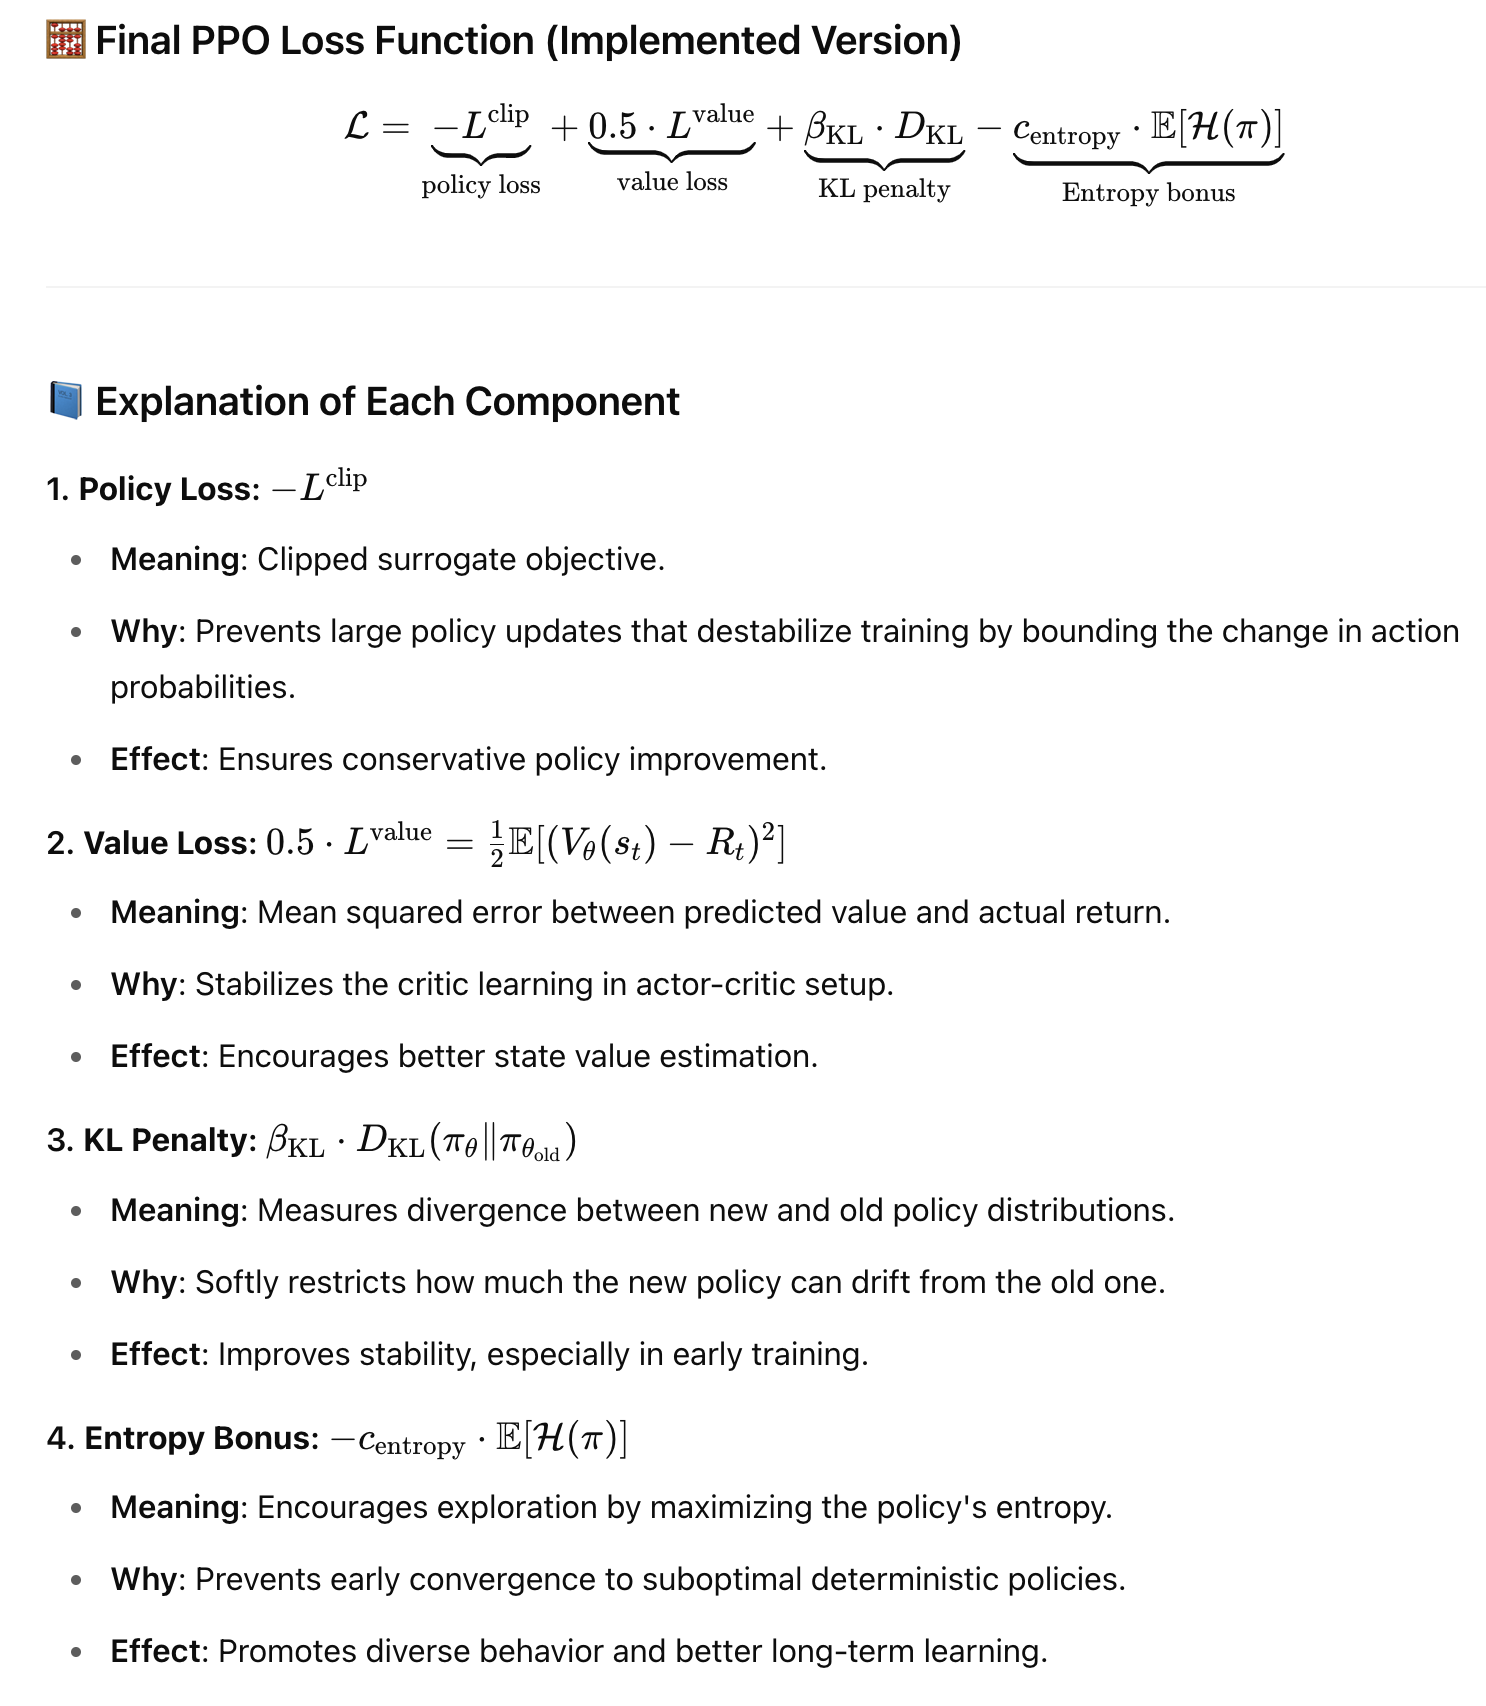 🧮 Final PPO Loss Function (Implemented Version)
$\mathcal{L} = \underbrace{-L^{\text{clip}}}_{\text{policy loss}} + \underbrace{0.5 \cdot L^{\text{value}}}_{\text{value loss}} + \underbrace{\beta_{\text{KL}} \cdot D_{\text{KL}}}_{\text{KL penalty}} - \underbrace{c_{\text{entropy}} \cdot \mathbb{E}[\mathcal{H}(\pi)]}_{\text{Entropy bonus}}$
📘 Explanation of Each Component
1. Policy Loss: $-L^{\text{clip}}$
• Meaning: Clipped surrogate objective.
• Why: Prevents large policy updates that destabilize training by bounding the change in action
probabilities.
• Effect: Ensures conservative policy improvement.
2. Value Loss: $0.5 \cdot L^{\text{value}} = \frac{1}{2}\mathbb{E}[(V_\theta(s_t) - R_t)^2]$
• Meaning: Mean squared error between predicted value and actual return.
• Why: Stabilizes the critic learning in actor-critic setup.
• Effect: Encourages better state value estimation.
3. KL Penalty: $\beta_{\text{KL}} \cdot D_{\text{KL}}(\pi_\theta \| \pi_{\theta_{\text{old}}})$
• Meaning: Measures divergence between new and old policy distributions.
• Why: Softly restricts how much the new policy can drift from the old one.
• Effect: Improves stability, especially in early training.
4. Entropy Bonus: $-c_{\text{entropy}} \cdot \mathbb{E}[\mathcal{H}(\pi)]$
• Meaning: Encourages exploration by maximizing the policy's entropy.
• Why: Prevents early convergence to suboptimal deterministic policies.
• Effect: Promotes diverse behavior and better long-term learning.